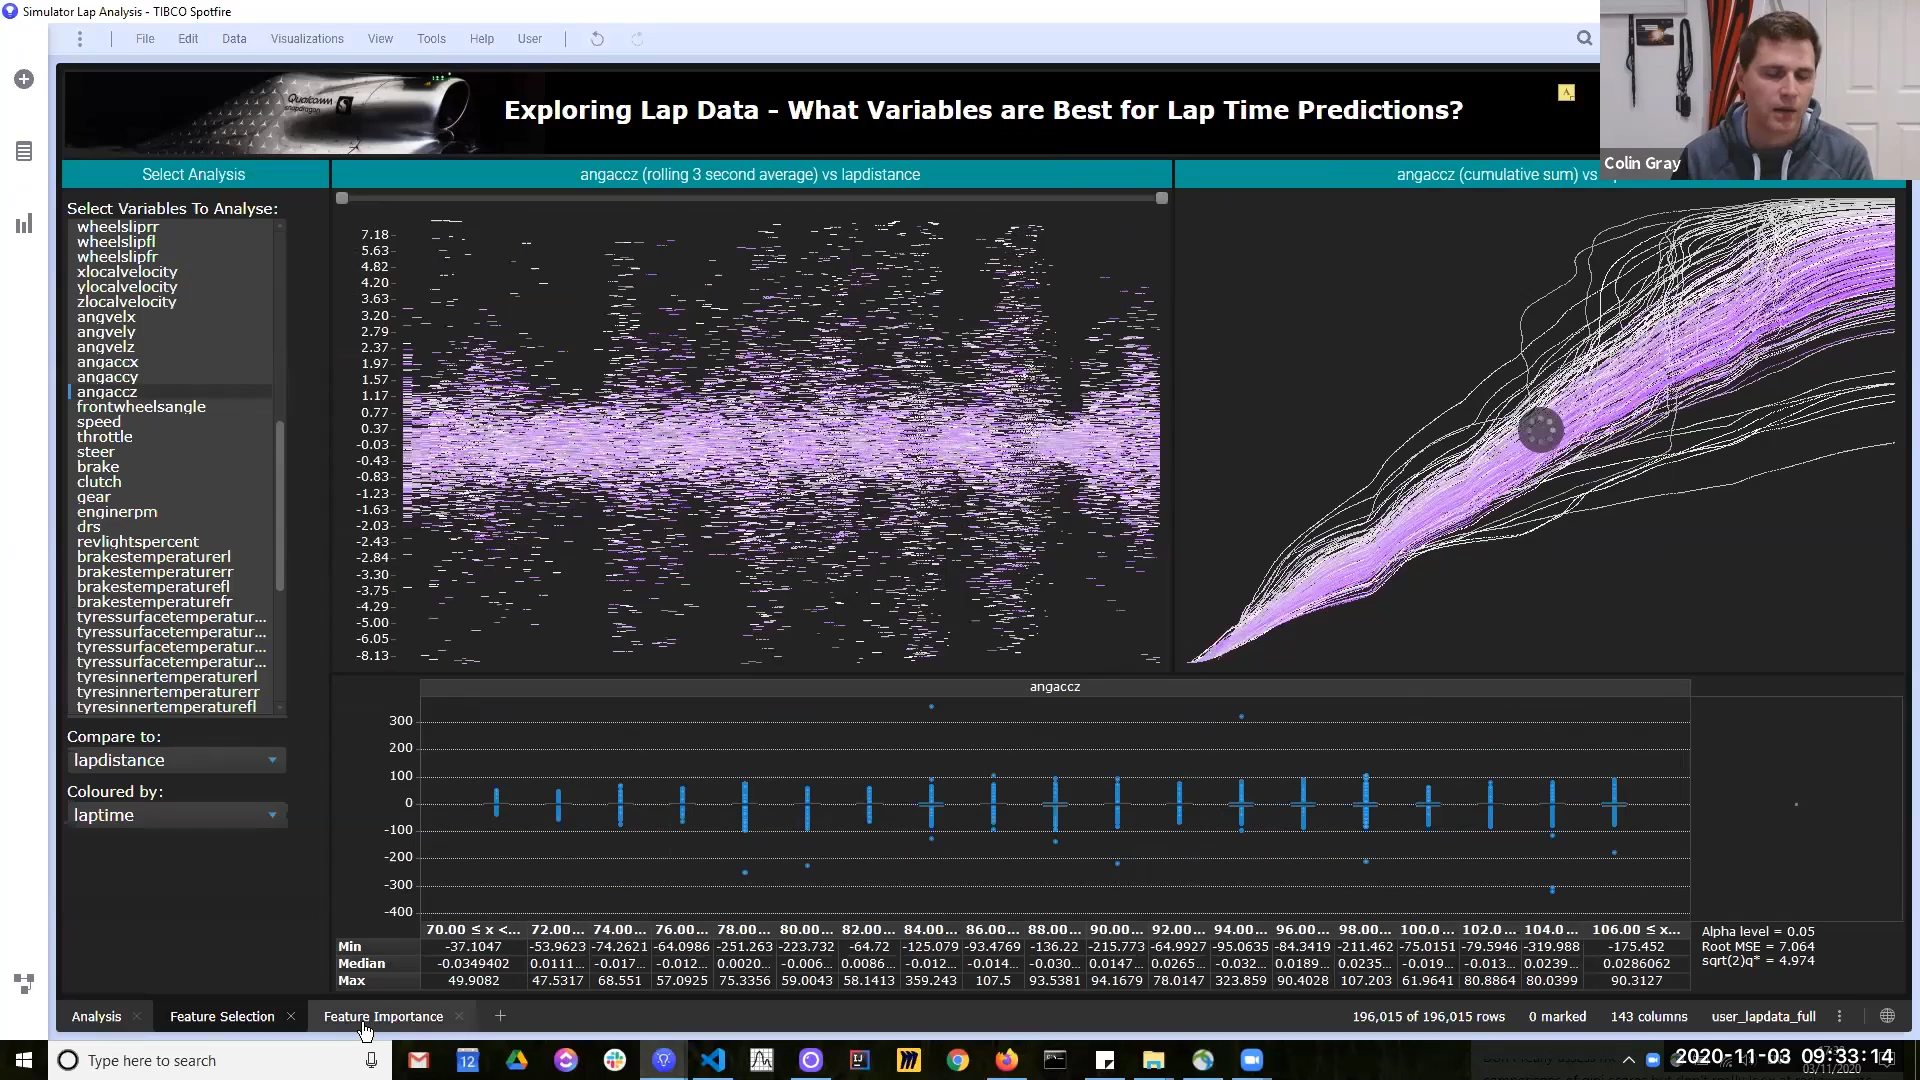 Simulator Lap Analysis - TIBCO Spotfire
File Edit Data Visualizations View Tools Help User
Qualcomm
snapdragon
Exploring Lap Data - What Variables are Best for Lap Time Predictions?
A
Colin Gray
Select Analysis
angaccz (rolling 3 second average) vs lapdistance
angaccz (cumulative sum) vs
Select Variables To Analyse:
wheelsliprr
wheelslipfl
wheelslipfr
xlocalvelocity
ylocalvelocity
zlocalvelocity
angvelx
angvely
angvelz
angaccx
angaccy
angaccz
frontwheelsangle
speed
throttle
steer
brake
clutch
gear
enginerpm
drs
revlightspercent
brakestemperaturerl
brakestemperaturerr
brakestemperaturefl
brakestemperaturefr
tyressurfacetemperatur...
tyressurfacetemperatur...
tyressurfacetemperatur...
tyressurfacetemperatur...
tyresinnertemperaturerl
tyresinnertemperaturerr
tyresinnertemperaturefl
Compare to:
lapdistance
Coloured by:
laptime
7.18
5.63
4.82
4.20
3.63
3.20
2.79
2.37
1.97
1.57
1.17
0.77
0.37
-0.03
-0.43
-0.83
-1.23
-1.63
-2.03
-2.43
-2.84
-3.30
-3.75
-4.29
-5.00
-6.05
-8.13
angaccz
300
200
100
0
-100
-200
-300
-400
70.00 ≤ x <... 72.00... 74.00... 76.00... 78.00... 80.00... 82.00... 84.00... 86.00... 88.00... 90.00... 92.00... 94.00... 96.00... 98.00... 100.0... 102.0... 104.0... 106.00 ≤ x...
Min -37.1047 -53.9623 -74.2621 -64.0986 -251.263 -223.732 -64.72 -125.079 -93.4769 -136.22 -215.773 -64.9927 -95.0635 -84.3419 -211.462 -75.0151 -79.5946 -319.988 -175.452
Median -0.0349402 0.0111... -0.017... -0.012... 0.0020... -0.006... 0.0086... -0.012... -0.014... -0.030... 0.0147... 0.0265... -0.032... 0.0189... 0.0235... -0.019... -0.013... 0.0239... 0.0286062
Max 49.9082 47.5317 68.551 57.0925 75.3356 59.0043 58.1413 359.243 107.5 93.5381 94.1679 78.0147 323.859 90.4028 107.203 61.9641 80.8864 80.0399 90.3127
Alpha level = 0.05
Root MSE = 7.064
sqrt(2)q* = 4.974
Analysis Feature Selection Feature Importance
196,015 of 196,015 rows 0 marked 143 columns user_lapdata_full
Type here to search
12
2020-11-03 09:33:14
03/11/2020